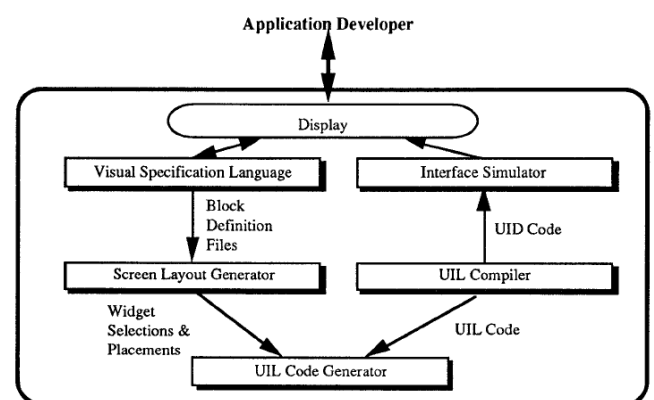 Application Developer
Display
Visual Specification Language
Interface Simulator
Block
Definition
Files
UID Code
Screen Layout Generator
UIL Compiler
Widget
Selections &
Placements
UIL Code
UIL Code Generator